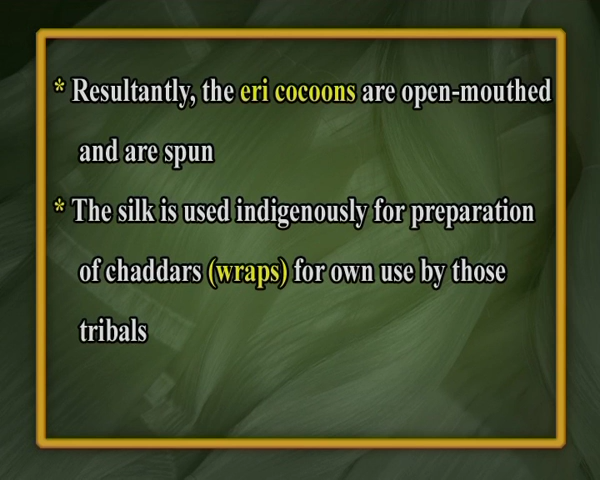 * Resultantly, the eri cocoons are open-mouthed
and are spun
* The silk is used indigenously for preparation
of chaddars (wraps) for own use by those
tribals